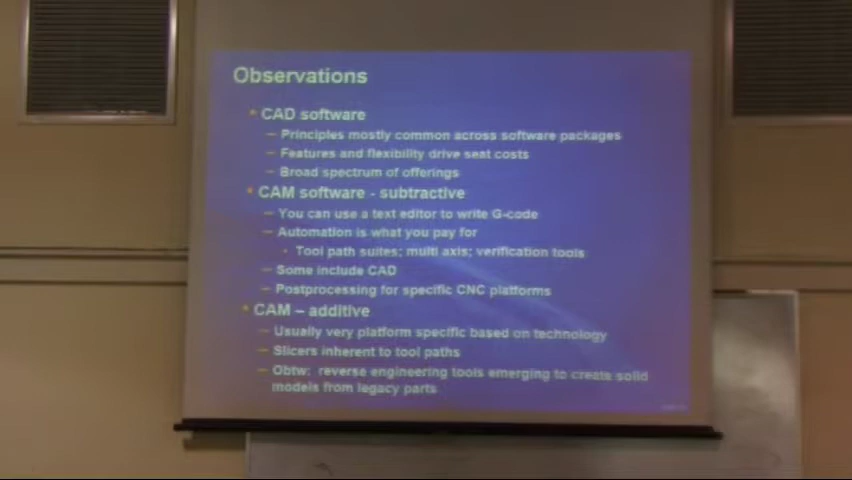 Observations
• CAD software
– Principles mostly common across software packages
– Features and flexibility drive seat costs
– Broad spectrum of offerings
• CAM software - subtractive
– You can use a text editor to write G-code
– Automation is what you pay for
• Tool path suites; multi axis; verification tools
– Some include CAD
– Postprocessing for specific CNC platforms
• CAM – additive
– Usually very platform specific based on technology
– Slicers inherent to tool paths
– Obtw: reverse engineering tools emerging to create solid
models from legacy parts